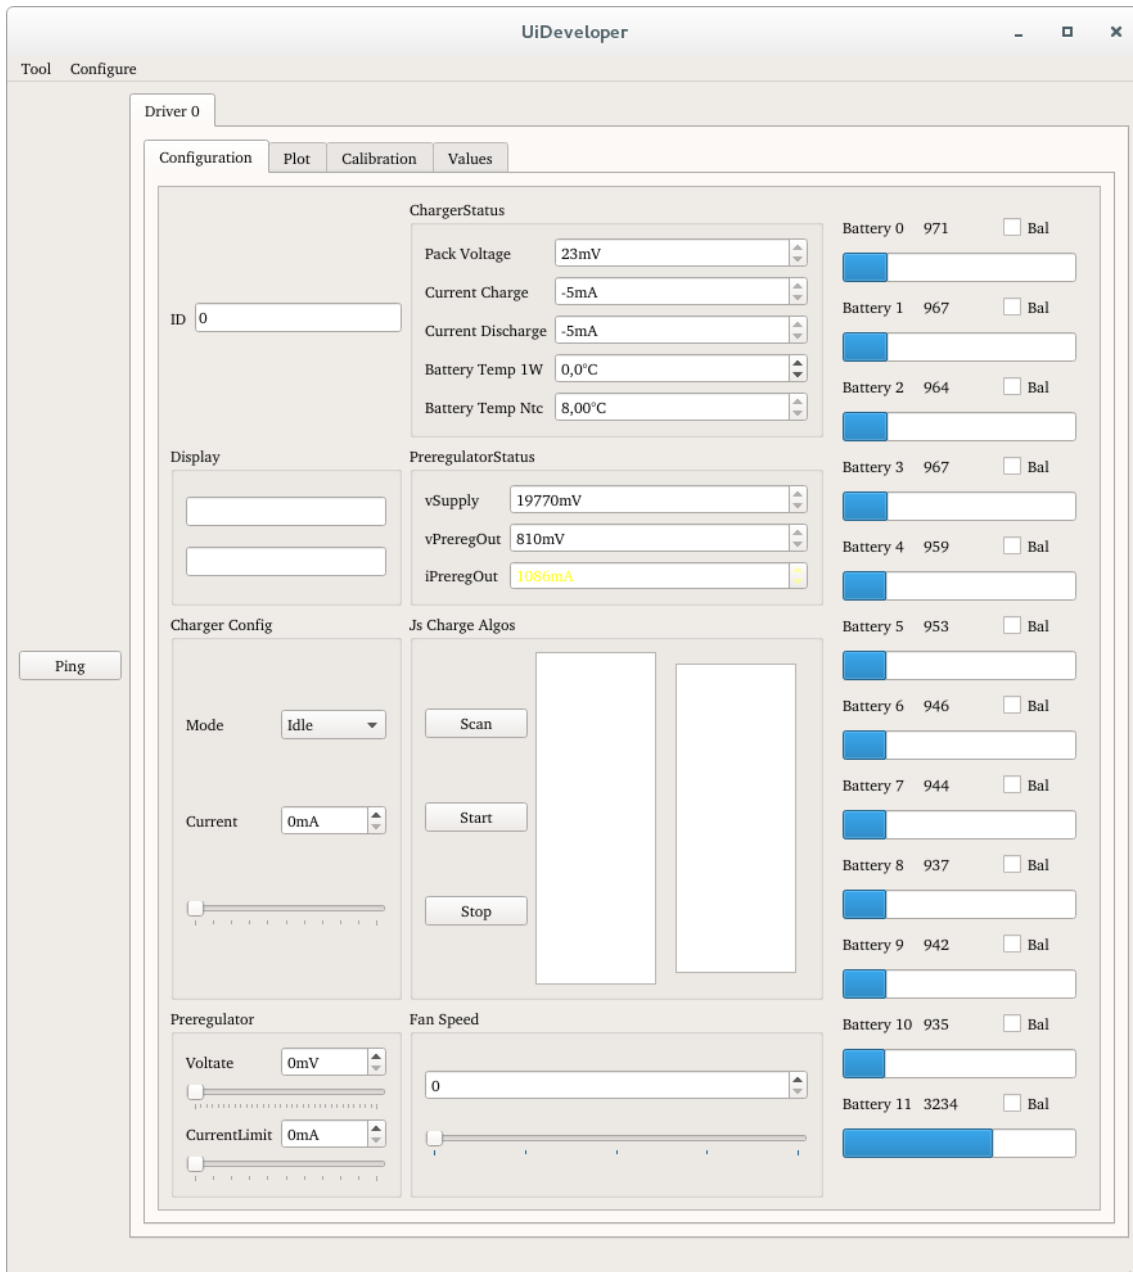 UiDeveloper
Tool Configure
Driver 0
Configuration Plot Calibration Values
ID 0
ChargerStatus
Pack Voltage 23mV
Current Charge -5mA
Current Discharge -5mA
Battery Temp 1W 0,0°C
Battery Temp Ntc 8,00°C
Display
PreregulatorStatus
vSupply 19770mV
vPreregOut 810mV
iPreregOut 1086mA
Ping
Charger Config
Mode Idle
Current 0mA
Js Charge Algos
Scan
Start
Stop
Preregulator
Voltate 0mV
CurrentLimit 0mA
Fan Speed
0
Battery 0 971 Bal
Battery 1 967 Bal
Battery 2 964 Bal
Battery 3 967 Bal
Battery 4 959 Bal
Battery 5 953 Bal
Battery 6 946 Bal
Battery 7 944 Bal
Battery 8 937 Bal
Battery 9 942 Bal
Battery 10 935 Bal
Battery 11 3234 Bal